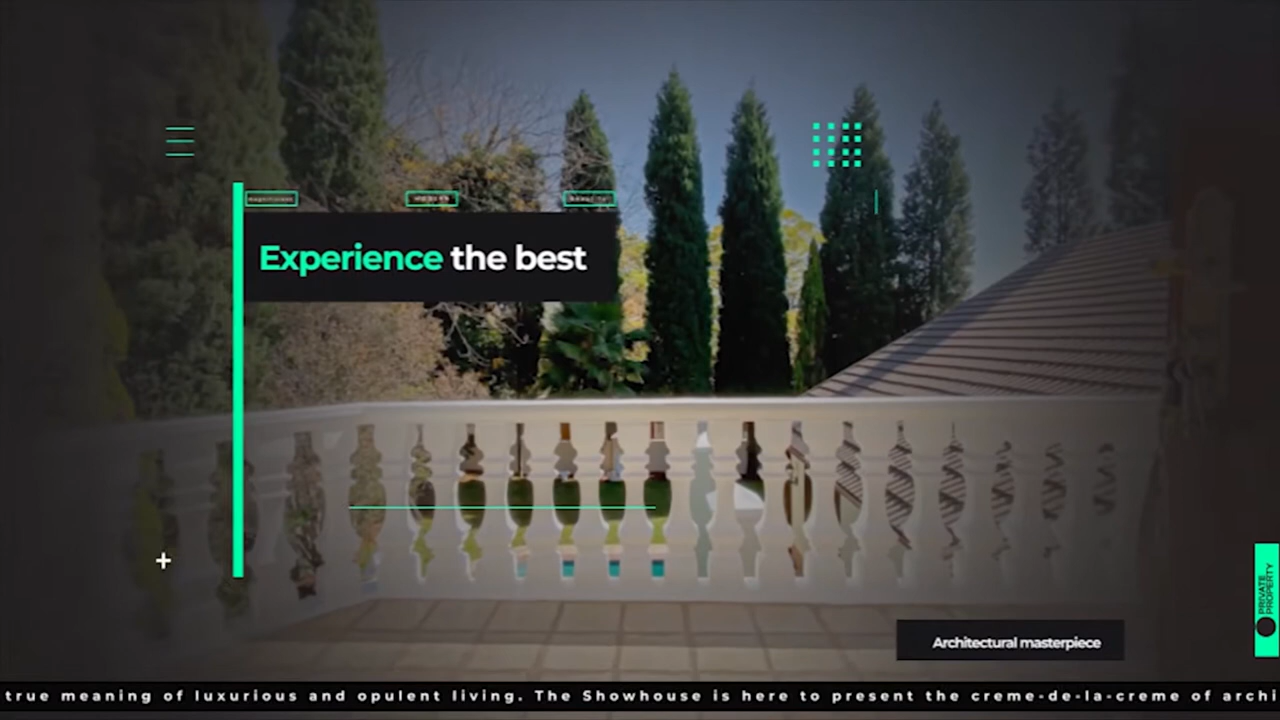 Experience the best
PRIVATE
PROPERTY
Architectural masterpiece
true meaning of luxurious and opulent living. The Showhouse is here to present the creme-de-la-creme of archi